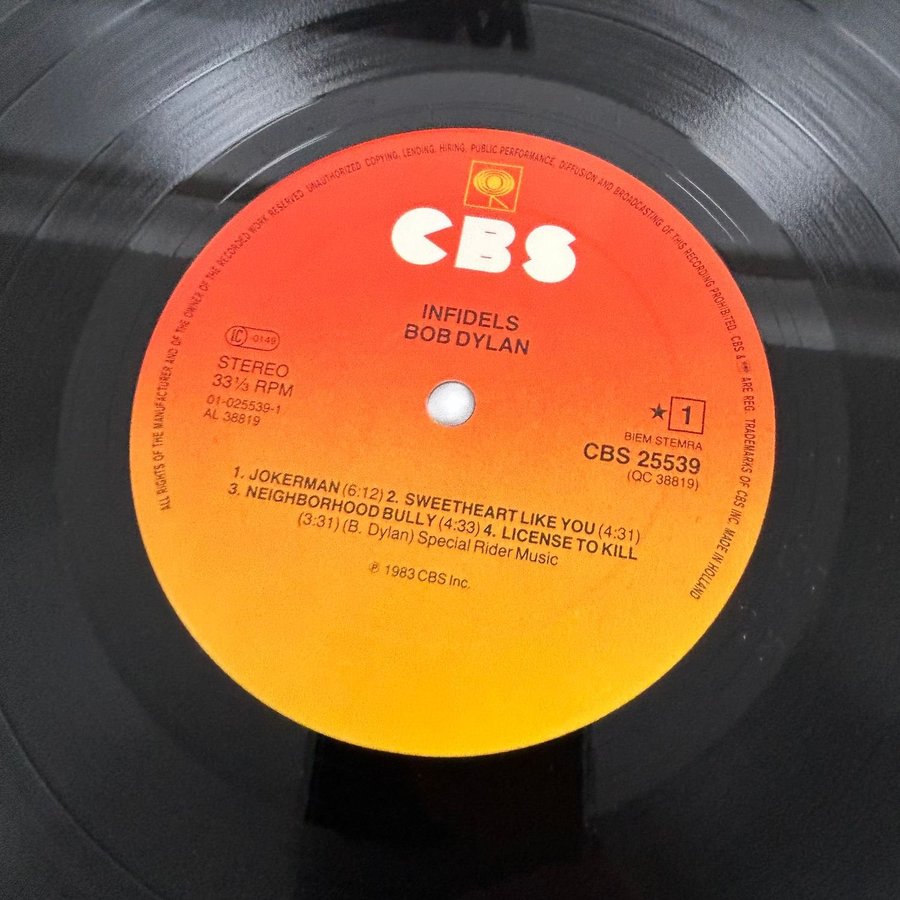 ALL RIGHTS OF THE MANUFACTURER AND OF THE OWNER OF THE RECORDED WORK RESERVED. UNAUTHORIZED COPYING, LENDING, HIRING, PUBLIC PERFORMANCE, DIFFUSION AND BROADCASTING OF THIS RECORDING PROHIBITED. CBS & ARE REG. TRADEMARKS OF CBS INC. MADE IN HOLLAND
CBS
INFIDELS
BOB DYLAN
LC 0149
STEREO
33⅓ RPM
01-025539-1
AL 38819
★ 1
BIEM STEMRA
CBS 25539
(QC 38819)
1. JOKERMAN (6:12) 2. SWEETHEART LIKE YOU (4:31)
3. NEIGHBORHOOD BULLY (4:33) 4. LICENSE TO KILL
(3:31) (B. Dylan) Special Rider Music
℗ 1983 CBS Inc.